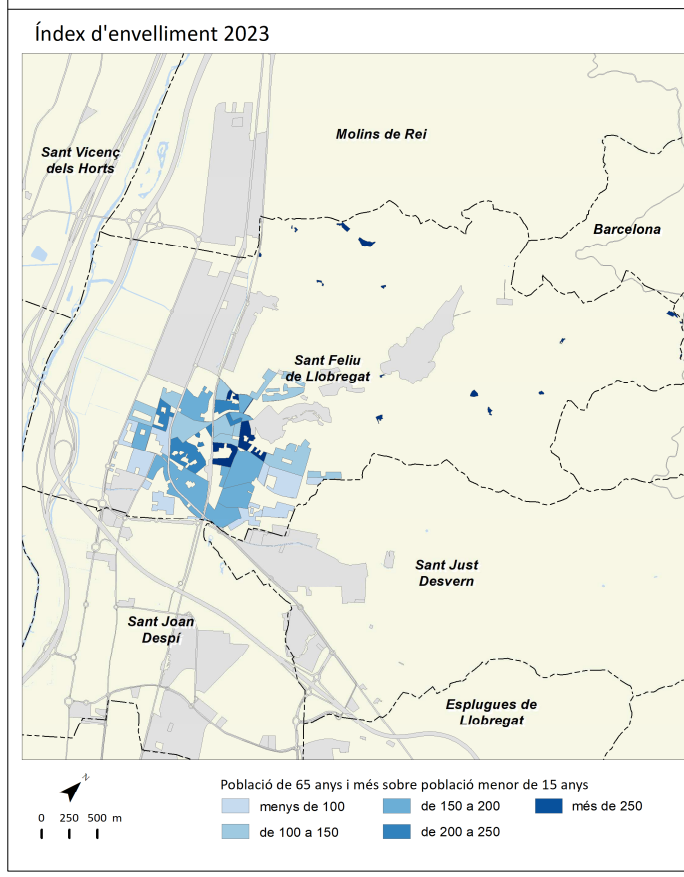 Índex d'envelliment 2023
Molins de Rei
Sant Vicenç
dels Horts
Barcelona
Sant Feliu
de Llobregat
Sant Just
Desvern
Sant Joan
Despí
Esplugues de
Llobregat
N
0 250 500 m
Població de 65 anys i més sobre població menor de 15 anys
menys de 100
de 150 a 200
més de 250
de 100 a 150
de 200 a 250